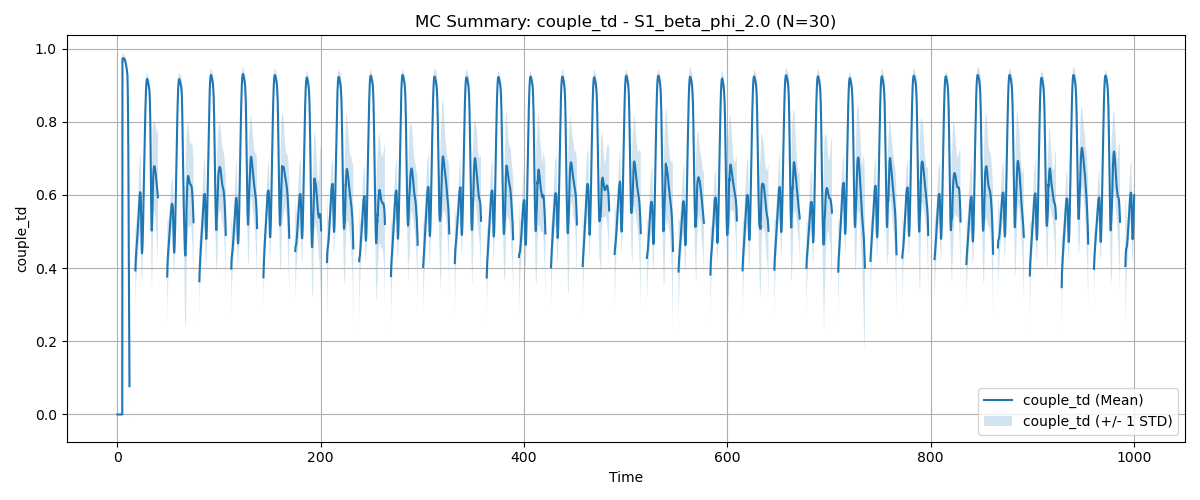 MC Summary: couple_td - S1_beta_phi_2.0 (N=30)
couple_td
1.0
0.8
0.6
0.4
0.2
0.0
couple_td (Mean)
couple_td (+/- 1 STD)
0 200 400 600 800 1000
Time